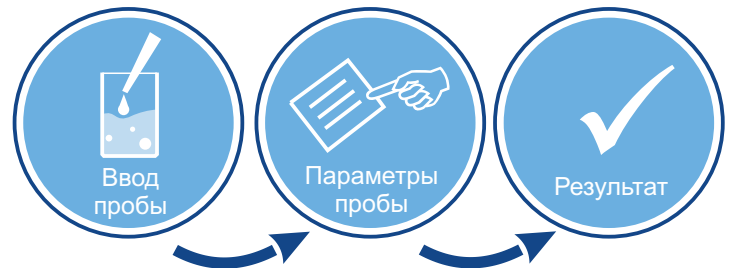 Ввод
пробы
Параметры
пробы
Результат